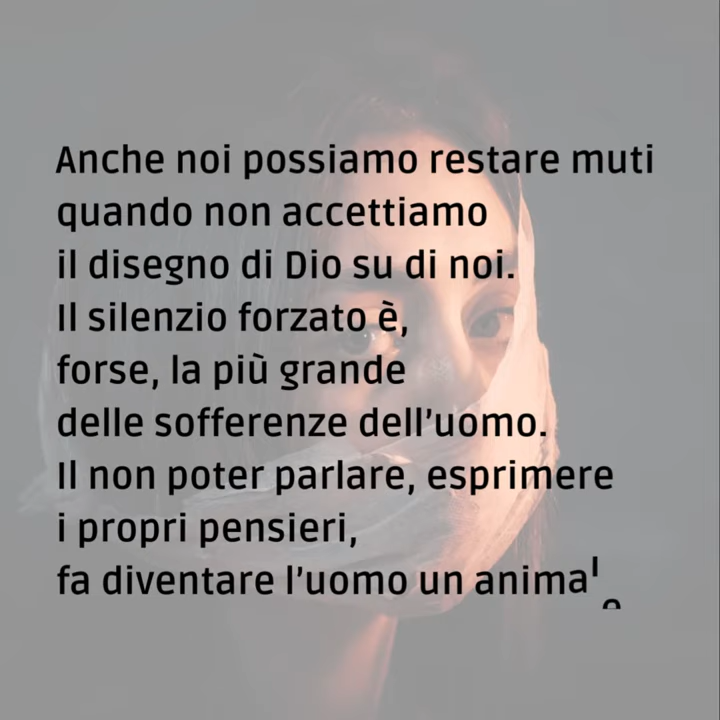 Anche noi possiamo restare muti
quando non accettiamo
il disegno di Dio su di noi.
Il silenzio forzato è,
forse, la più grande
delle sofferenze dell’uomo.
Il non poter parlare, esprimere
i propri pensieri,
fa diventare l’uomo un